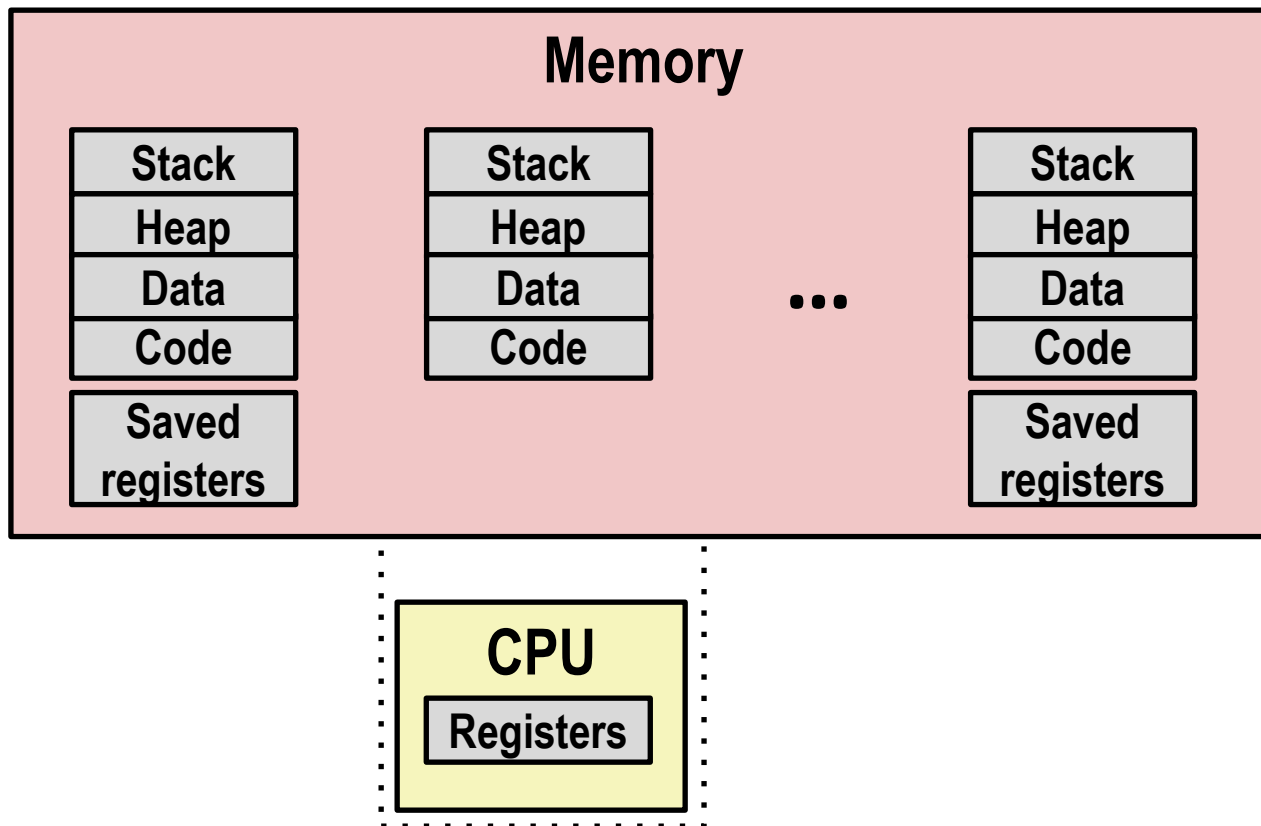 Memory
Stack
Heap
Data
Code
Saved
registers
Stack
Heap
Data
Code
...
Stack
Heap
Data
Code
Saved
registers
CPU
Registers